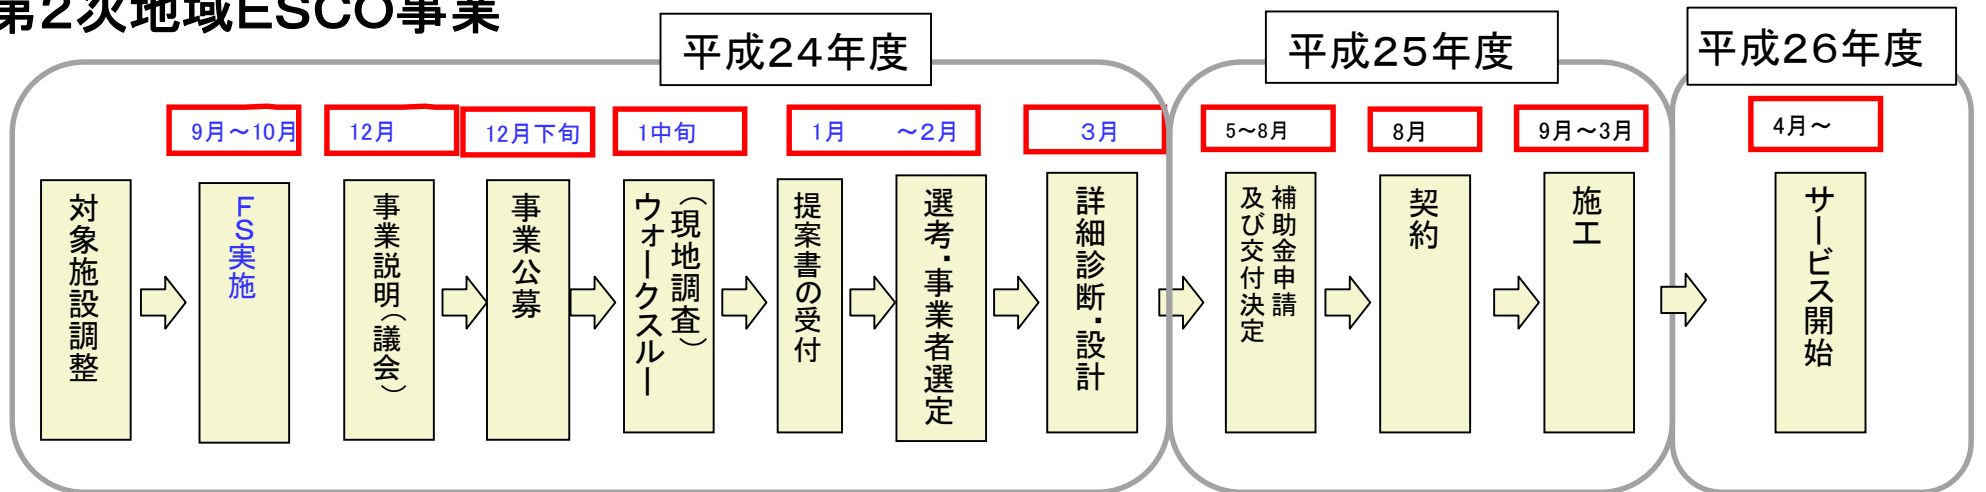 第2次地域ESCO事業
平成24年度
平成25年度
平成26年度
9月～10月
12月
12月下旬
1中旬
1月　～2月
3月
5～8月
8月
9月～3月
4月～
対象施設調整
FS実施
事業説明（議会）
事業公募
（現地調査）
ウォークスルー
提案書の受付
選考・事業者選定
詳細診断・設計
補助金申請
及び交付決定
契約
施工
サービス開始